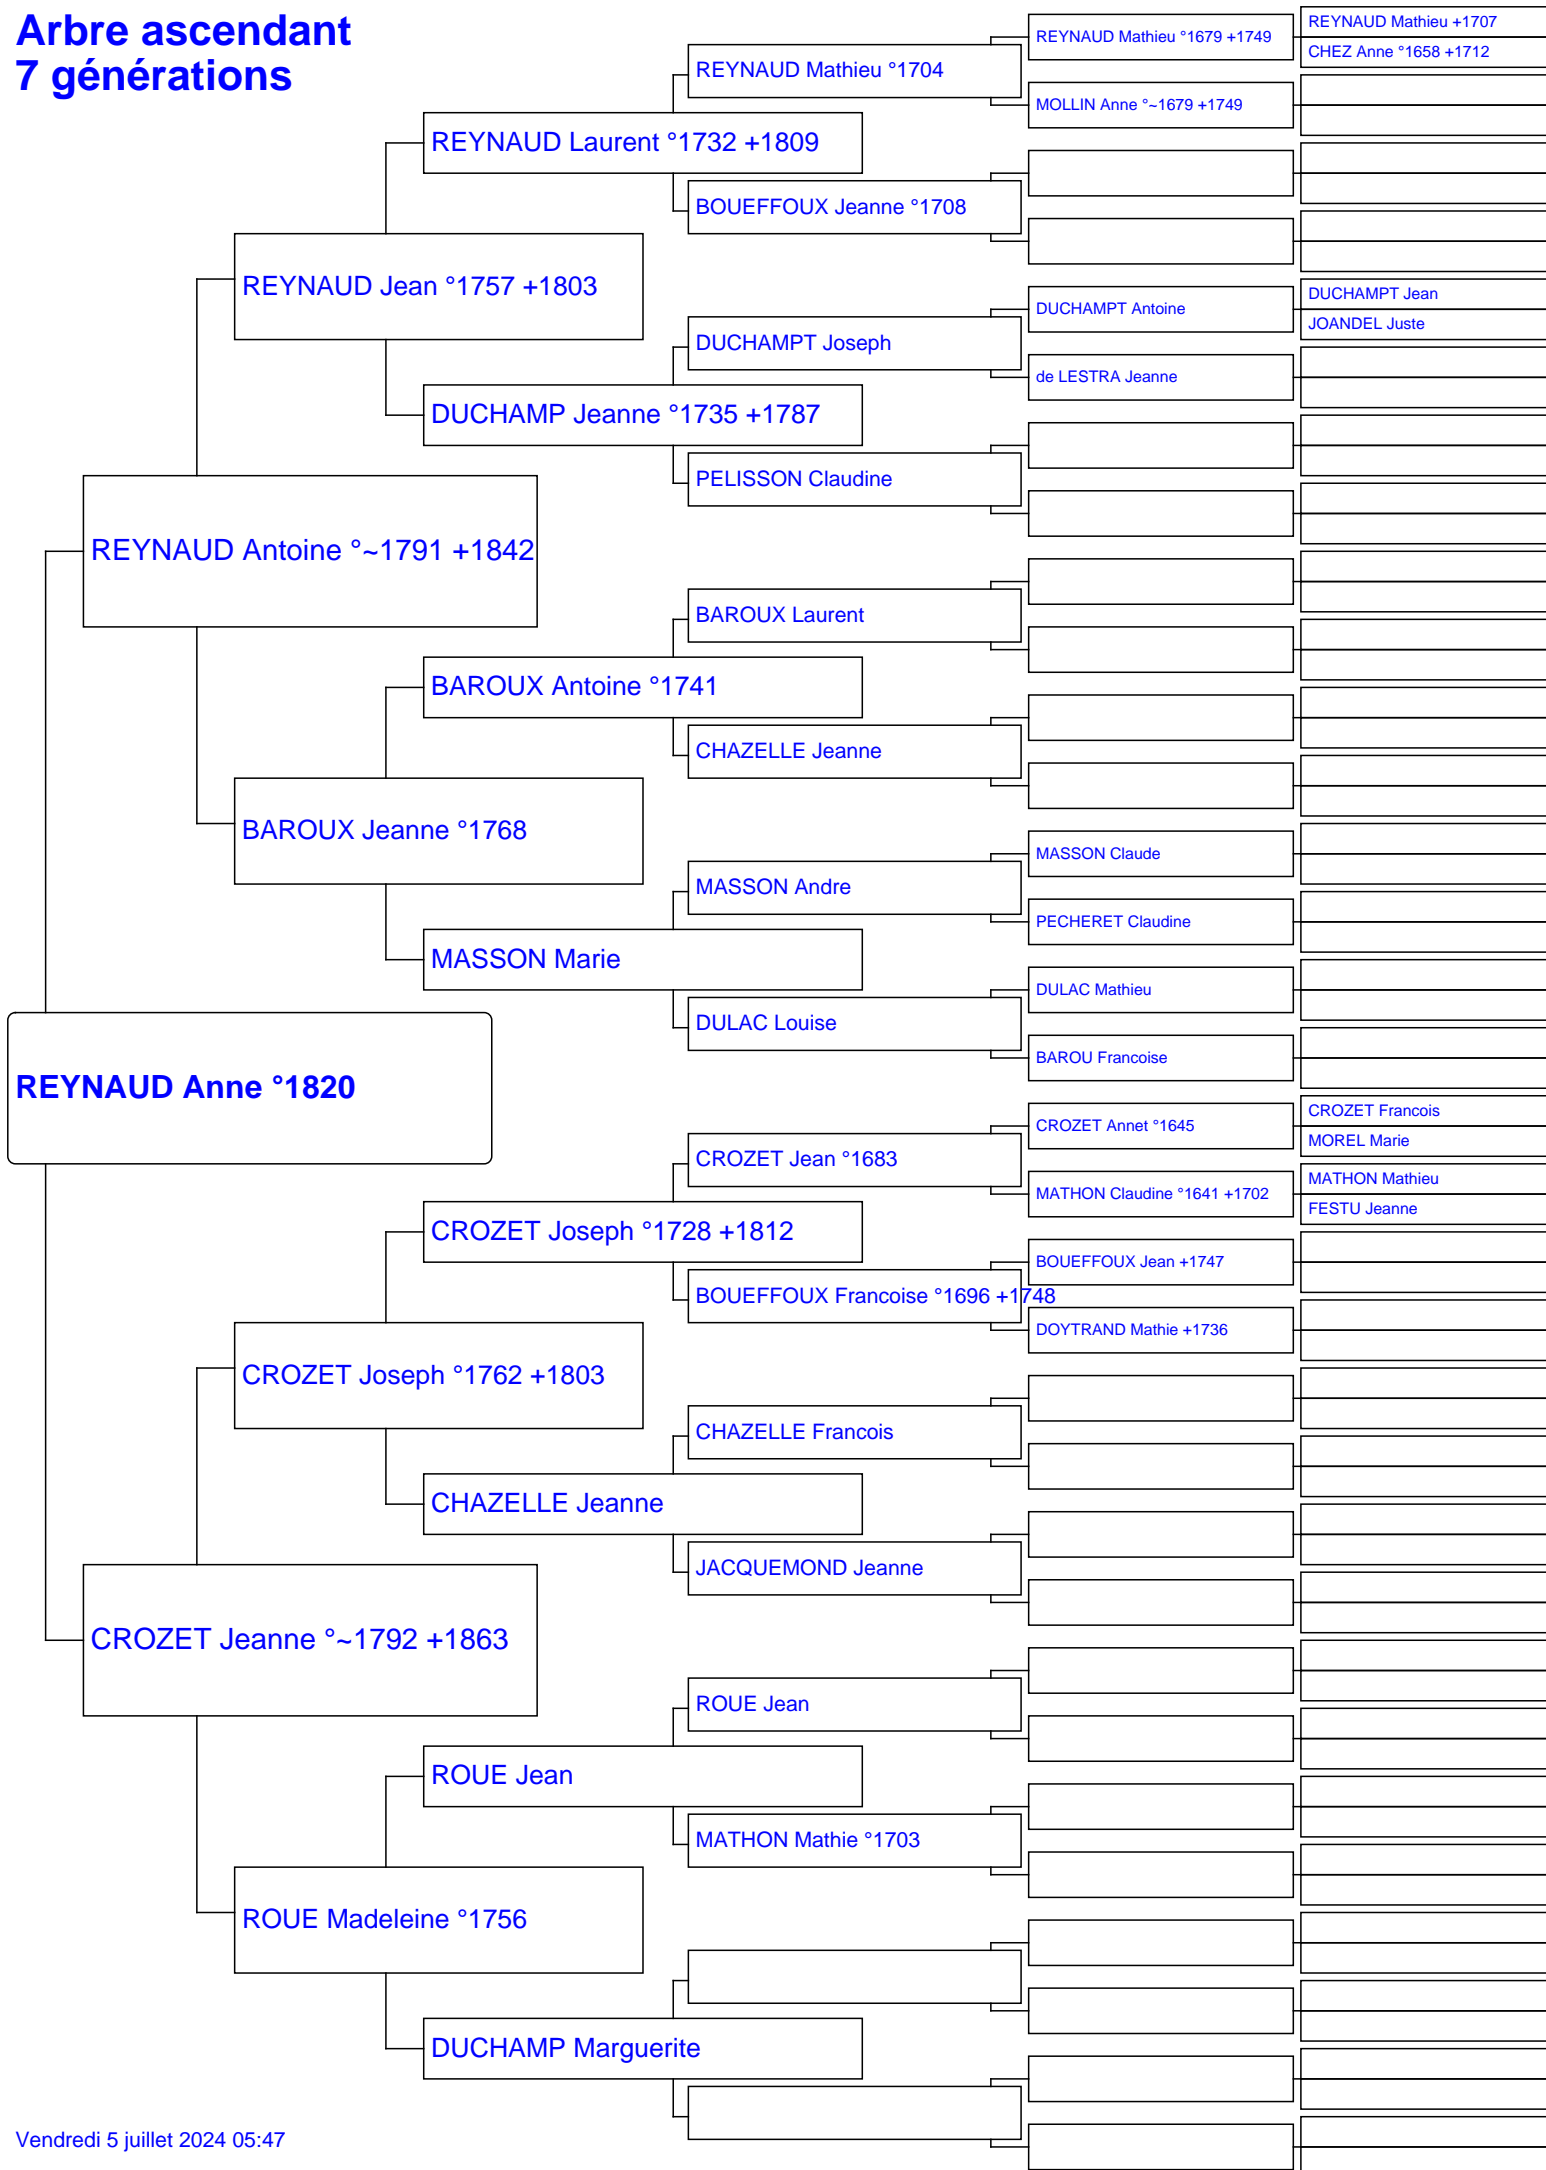 Arbre ascendant
7 générations
REYNAUD Mathieu +1707
REYNAUD Mathieu °1679 +1749
CHEZ Anne °1658 +1712
REYNAUD Mathieu °1704
MOLLIN Anne °~1679 +1749
REYNAUD Laurent °1732 +1809
BOUEFFOUX Jeanne °1708
REYNAUD Jean °1757 +1803
DUCHAMPT Jean
DUCHAMPT Antoine
JOANDEL Juste
DUCHAMPT Joseph
de LESTRA Jeanne
DUCHAMP Jeanne °1735 +1787
PELISSON Claudine
REYNAUD Antoine °~1791 +1842
BAROUX Laurent
BAROUX Antoine °1741
CHAZELLE Jeanne
BAROUX Jeanne °1768
MASSON Claude
MASSON Andre
PECHERET Claudine
MASSON Marie
DULAC Mathieu
DULAC Louise
BAROU Francoise
REYNAUD Anne °1820
CROZET Francois
CROZET Annet °1645
MOREL Marie
CROZET Jean °1683
MATHON Mathieu
MATHON Claudine °1641 +1702
FESTU Jeanne
CROZET Joseph °1728 +1812
BOUEFFOUX Jean +1747
BOUEFFOUX Francoise °1696 +1748
DOYTRAND Mathie +1736
CROZET Joseph °1762 +1803
CHAZELLE Francois
CHAZELLE Jeanne
JACQUEMOND Jeanne
CROZET Jeanne °~1792 +1863
ROUE Jean
ROUE Jean
MATHON Mathie °1703
ROUE Madeleine °1756
DUCHAMP Marguerite
Vendredi 5 juillet 2024 05:47